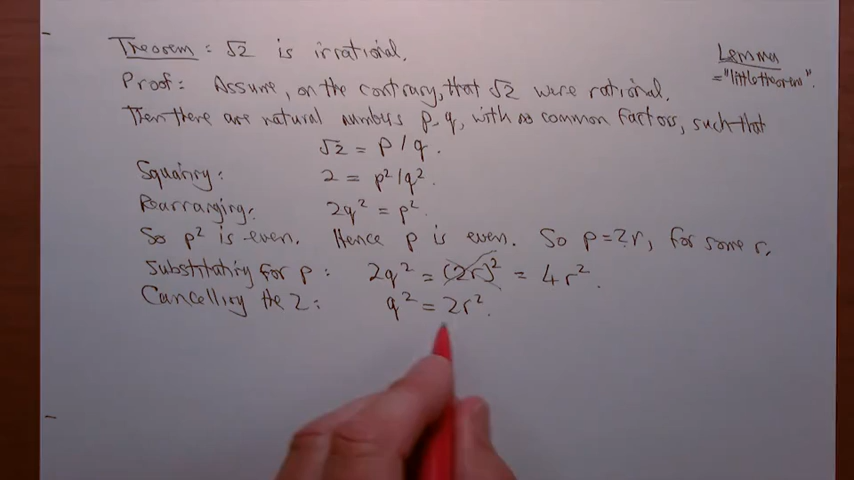 Theorem: √2 is irrational.
Lemma
= "little theorem".
Proof: Assume, on the contrary, that √2 were rational.
Then there are natural numbers p, q, with no common factors, such that
√2 = p/q.
Squaring: 2 = p²/q².
Rearranging: 2q² = p².
So p² is even. Hence p is even. So p=2r, for some r.
Substituting for p: 2q² = (2r)² = 4r².
Cancelling the 2: q² = 2r².